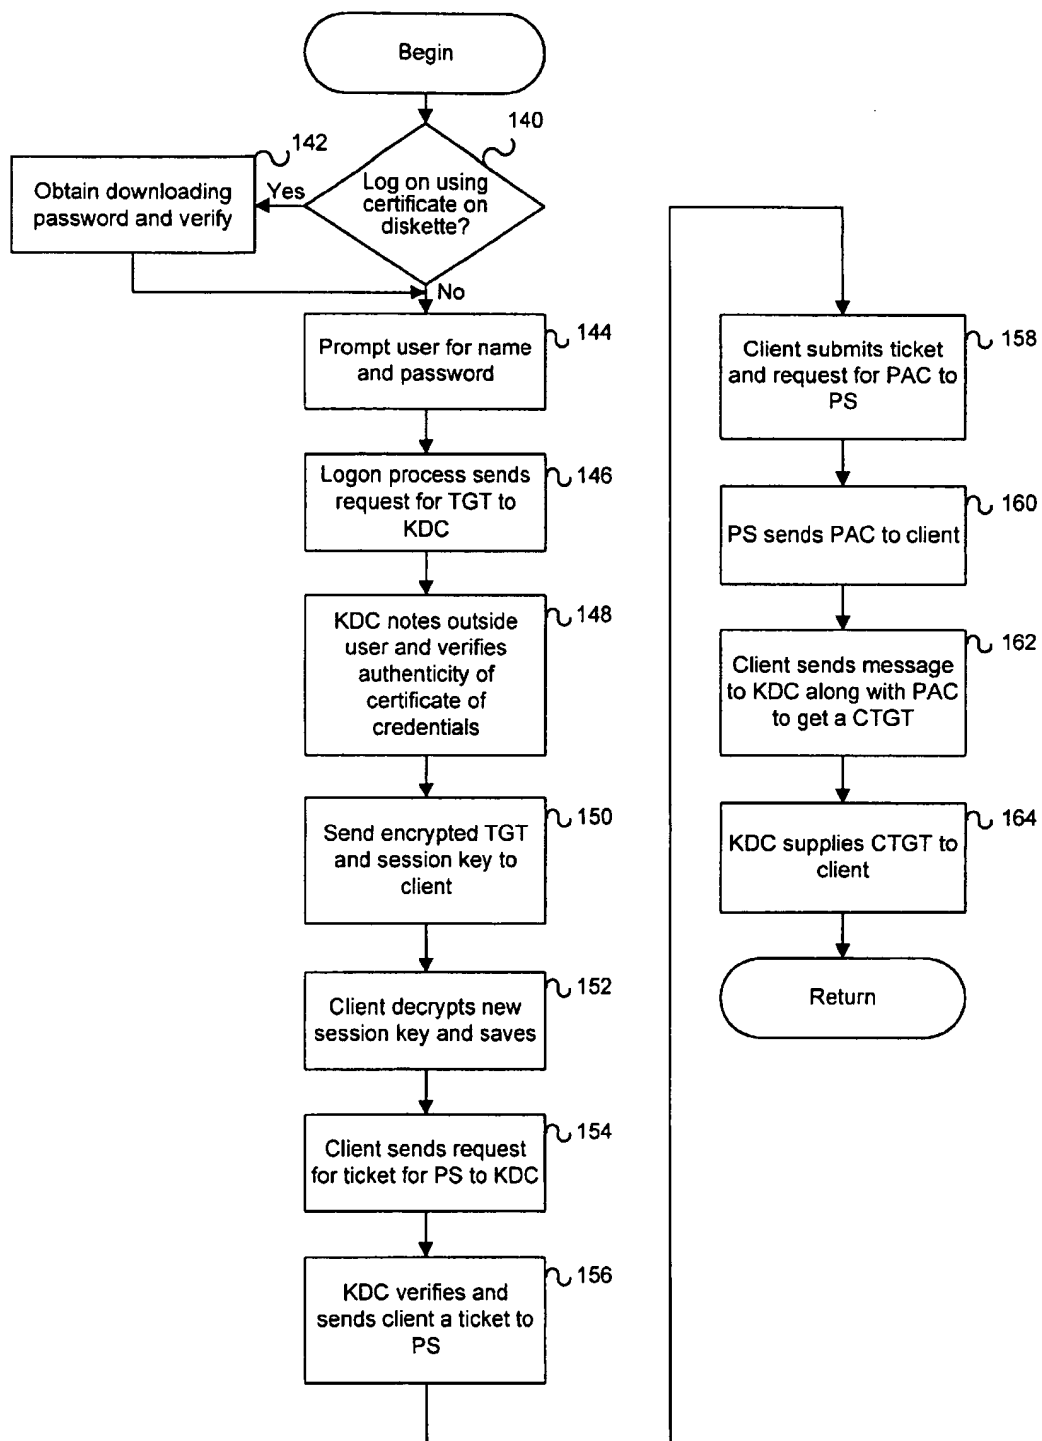 Begin
140
Log on using
certificate on
diskette?
Yes
142
Obtain downloading
password and verify
No
144
Prompt user for name
and password
146
Logon process sends
request for TGT to
KDC
148
KDC notes outside
user and verifies
authenticity of
certificate of
credentials
150
Send encrypted TGT
and session key to
client
152
Client decrypts new
session key and saves
154
Client sends request
for ticket for PS to KDC
156
KDC verifies and
sends client a ticket to
PS
158
Client submits ticket
and request for PAC to
PS
160
PS sends PAC to client
162
Client sends message
to KDC along with PAC
to get a CTGT
164
KDC supplies CTGT to
client
Return